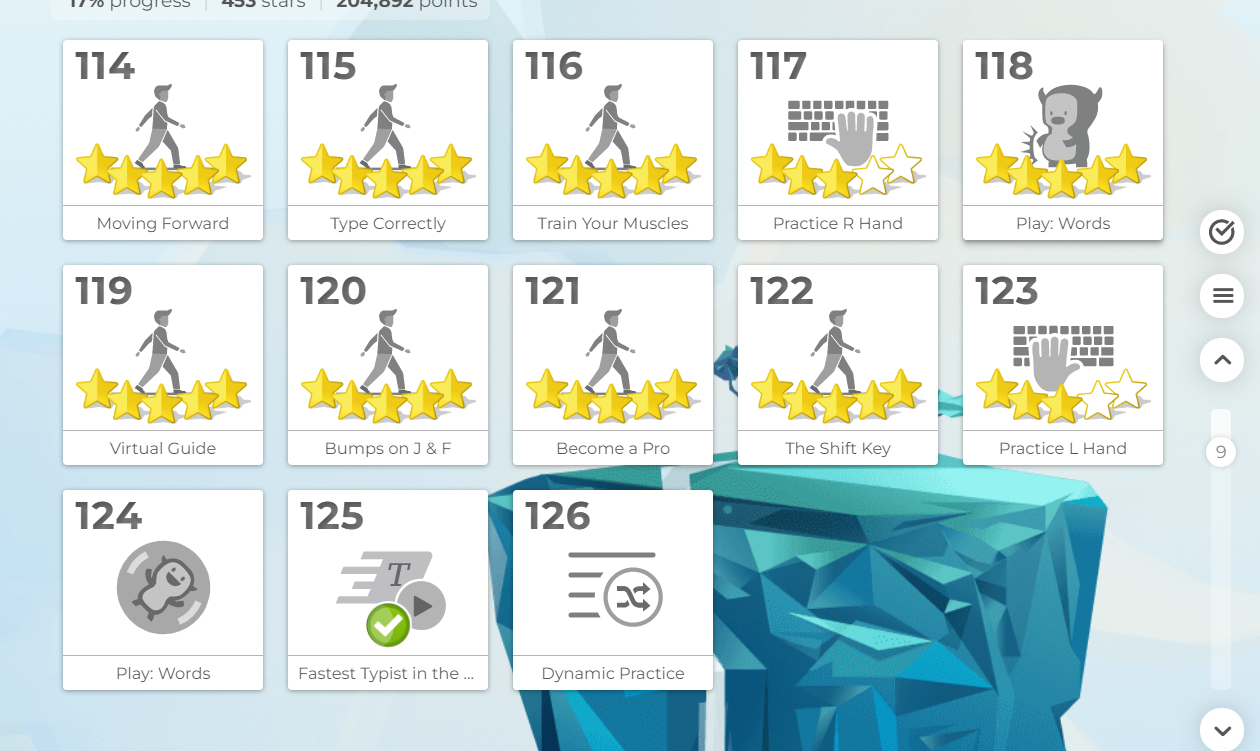 17% progress | 453 stars | 204,892 points
114 115 116 117 118
Moving Forward Type Correctly Train Your Muscles Practice R Hand Play: Words
119 120 121 122 123
Virtual Guide Bumps on J & F Become a Pro The Shift Key Practice L Hand
9
124 125 126
T
Play: Words Fastest Typist in the ... Dynamic Practice